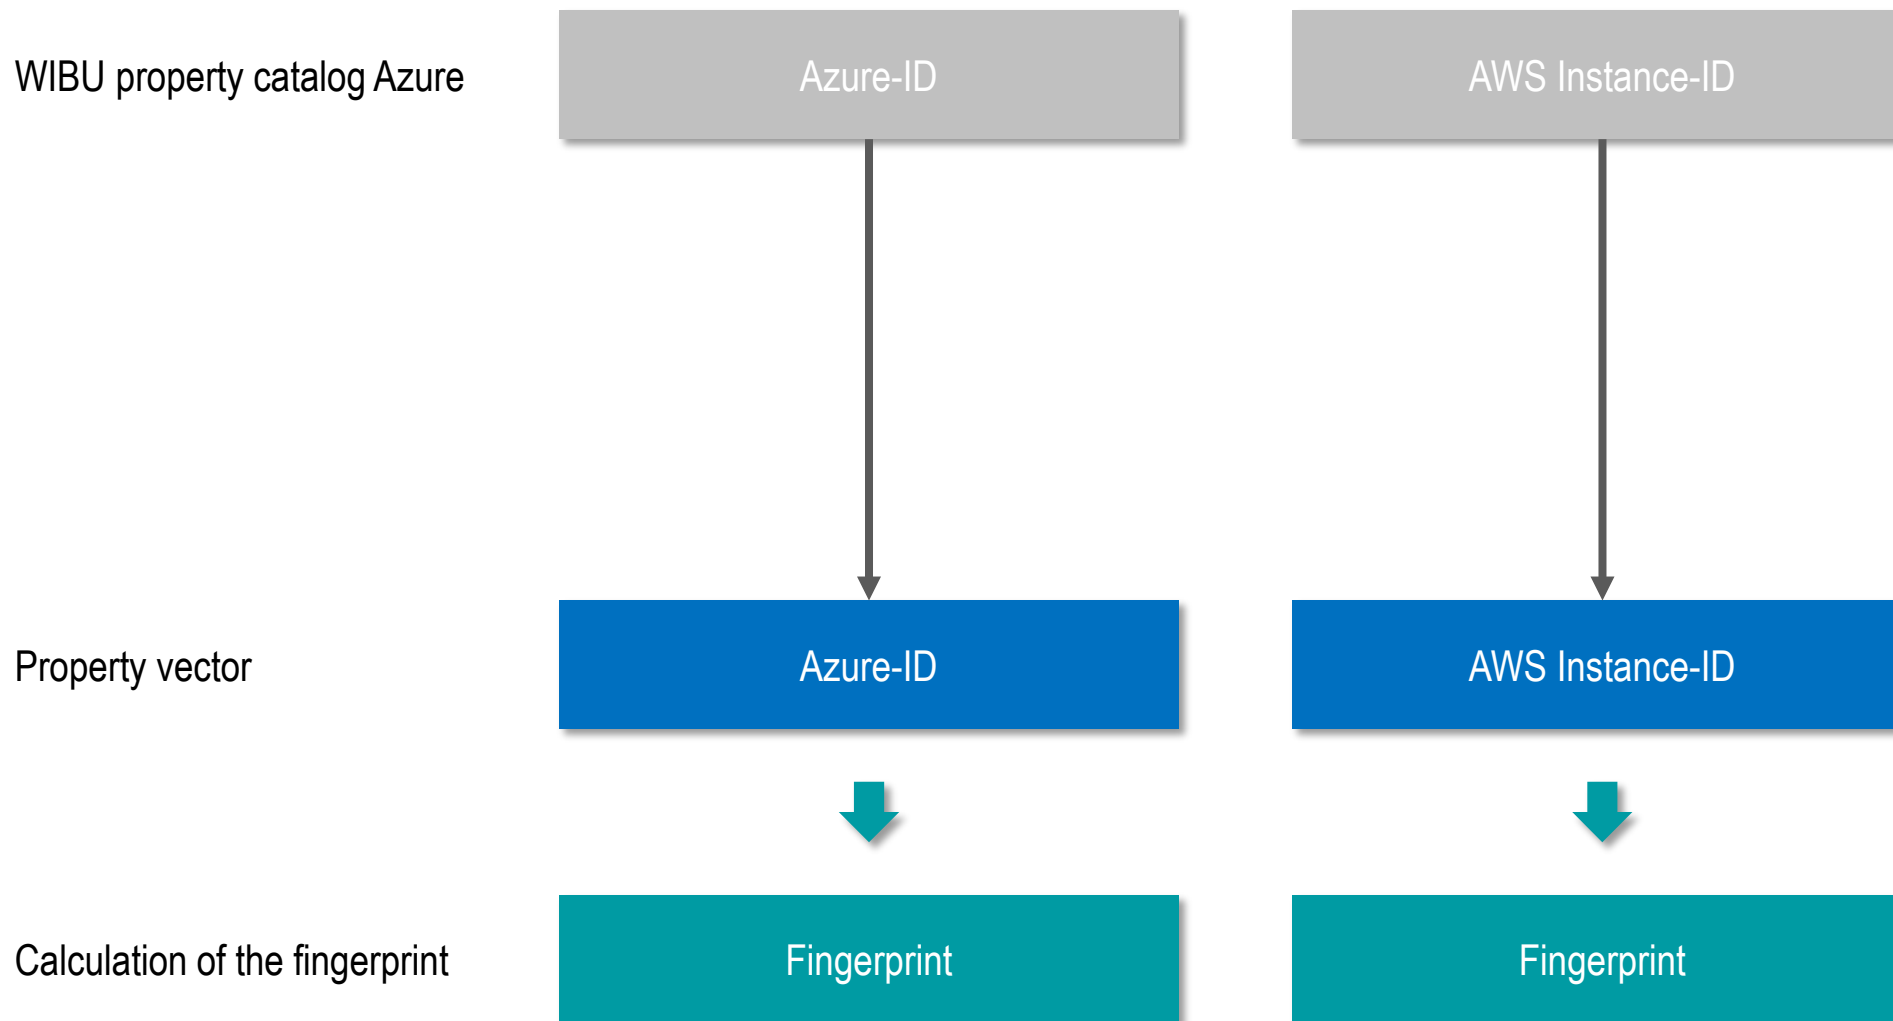 WIBU property catalog Azure
Azure-ID
AWS Instance-ID
Property vector
Azure-ID
AWS Instance-ID
Calculation of the fingerprint
Fingerprint
Fingerprint